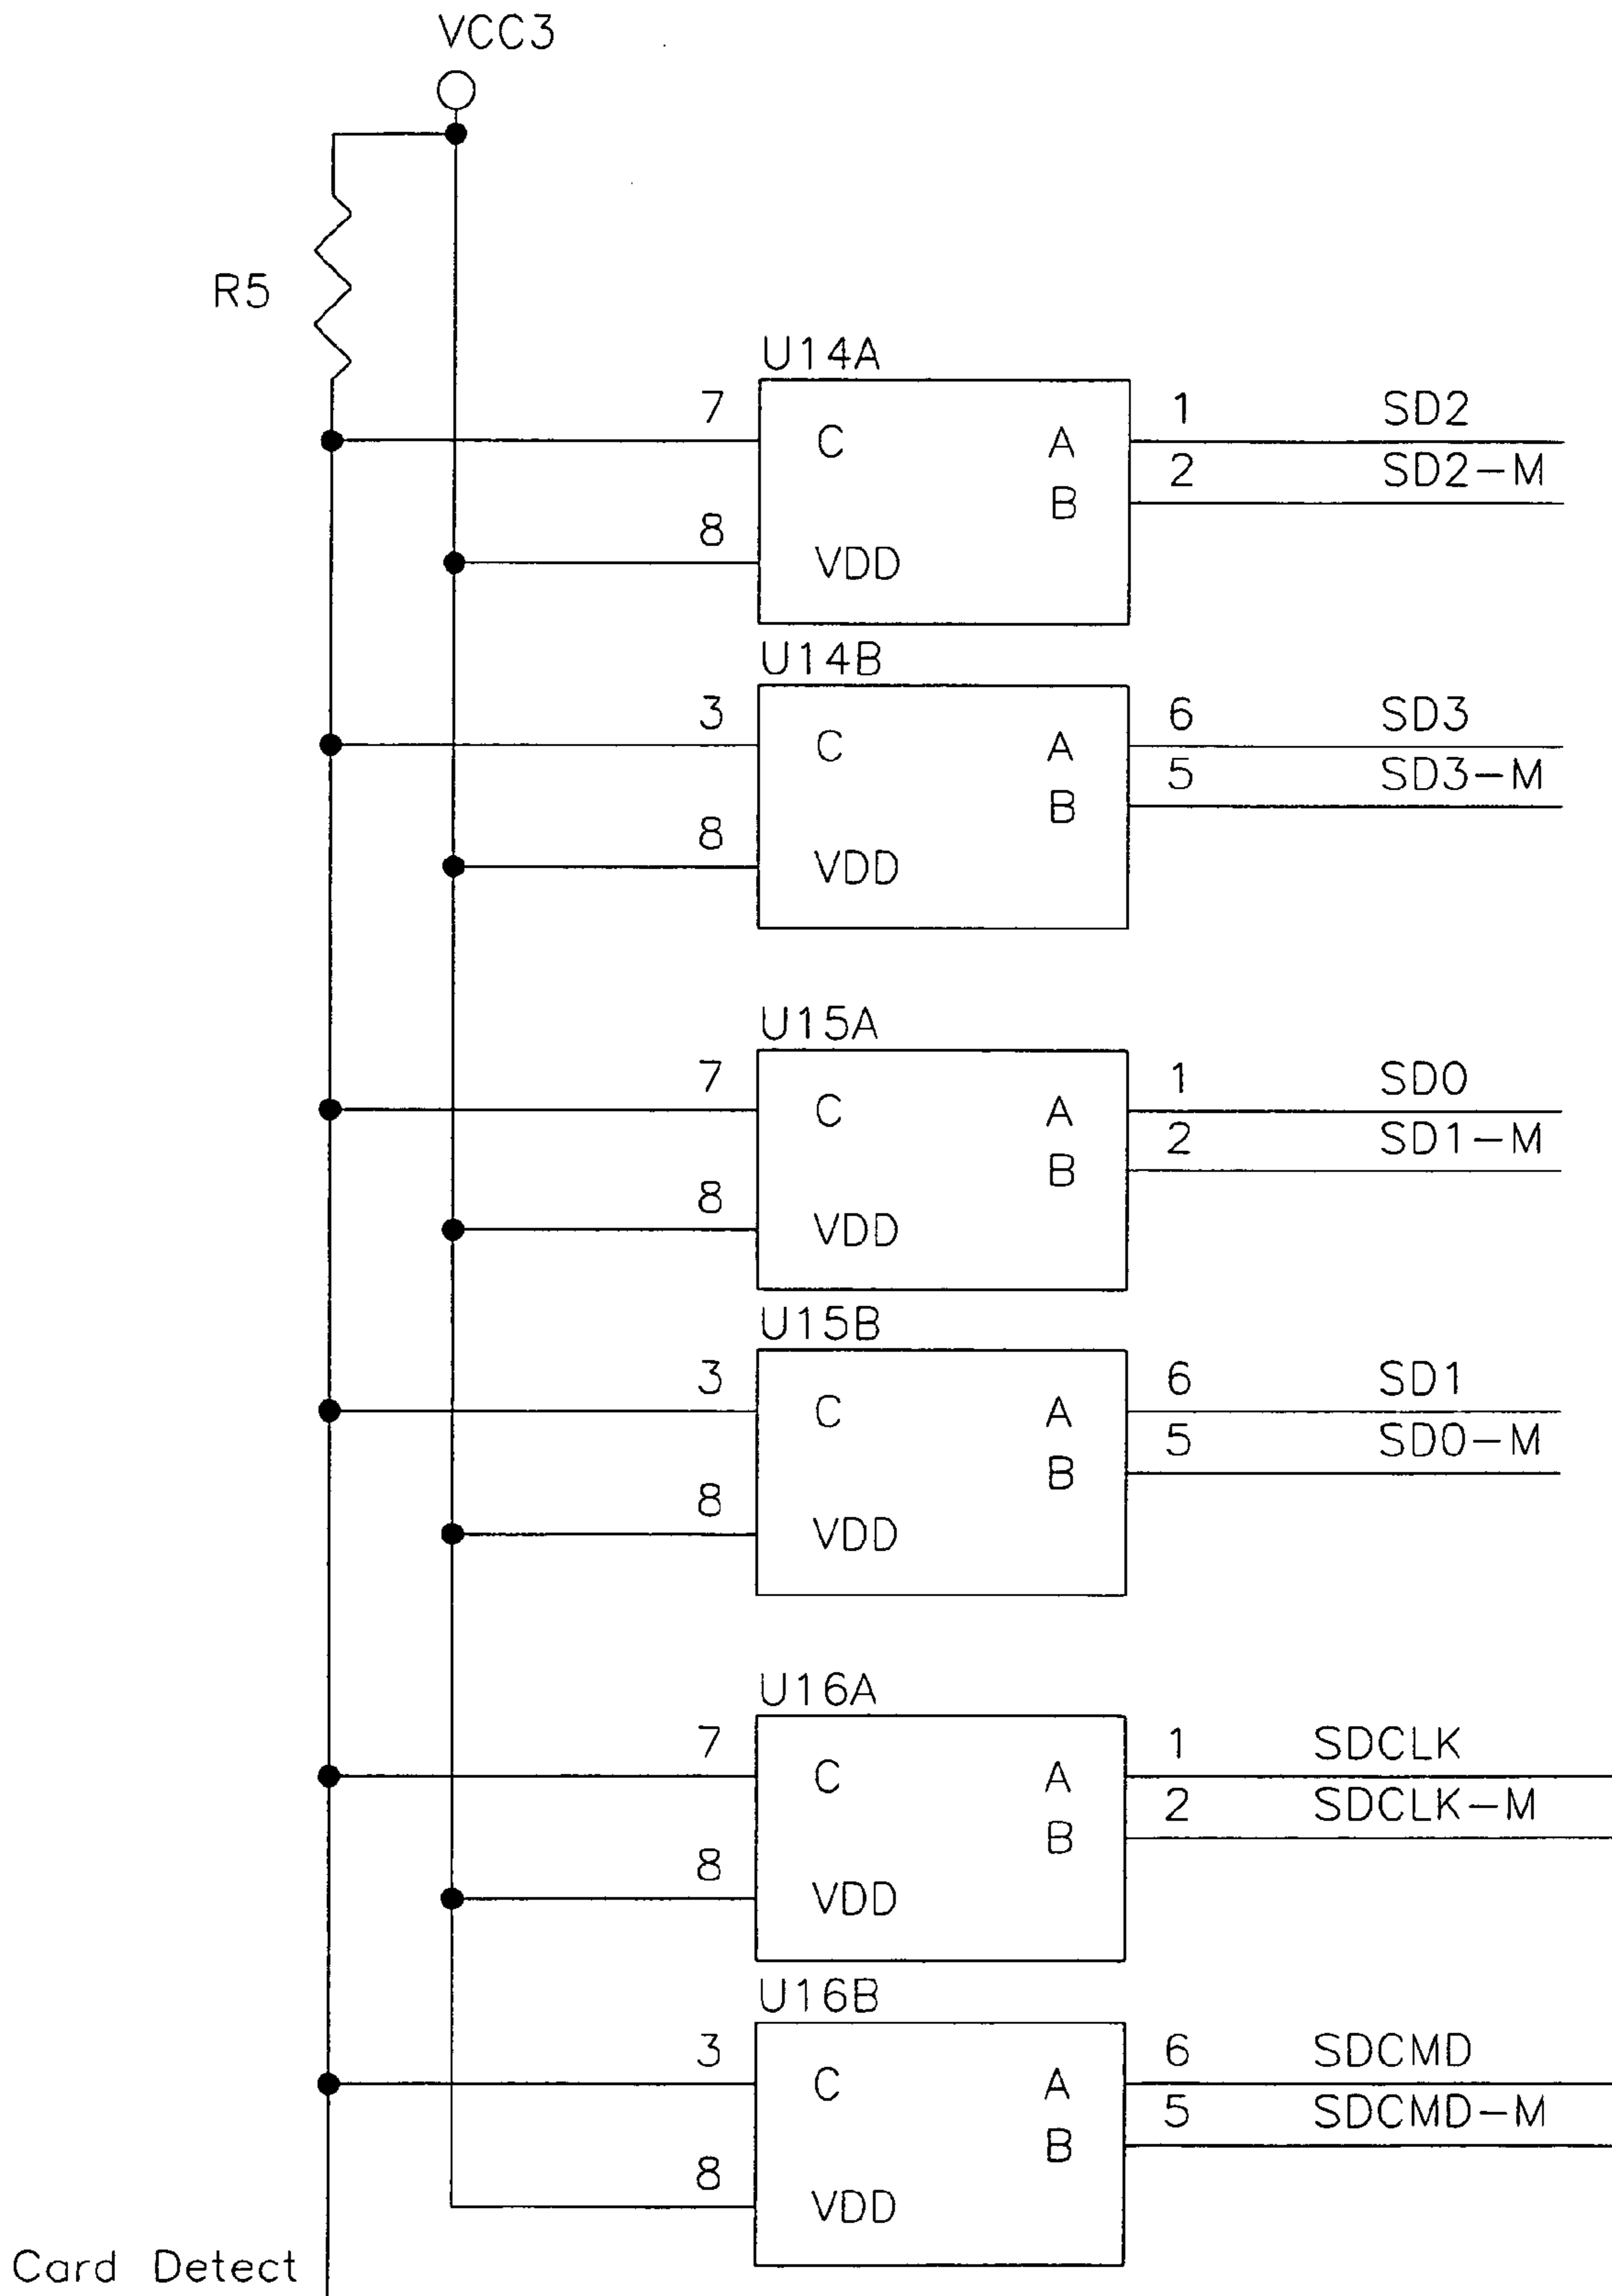 VCC3
R5
U14A
7 C A 1 SD2
2 SD2-M
B
8 VDD
U14B
3 C A 6 SD3
5 SD3-M
B
8 VDD
U15A
7 C A 1 SD0
2 SD1-M
B
8 VDD
U15B
3 C A 6 SD1
5 SD0-M
B
8 VDD
U16A
7 C A 1 SDCLK
2 SDCLK-M
B
8 VDD
U16B
3 C A 6 SDCMD
5 SDCMD-M
B
8 VDD
Card Detect